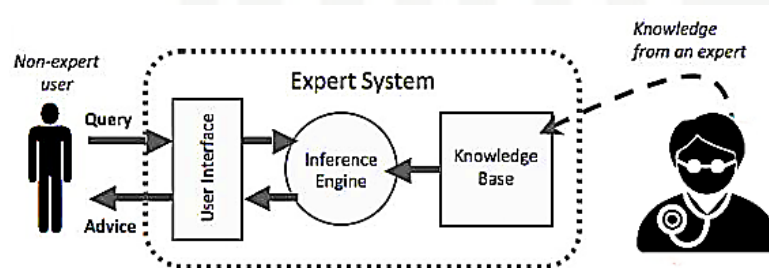 Non-expert
user
Knowledge
from an expert
Expert System
Query
Advice
User Interface
Inference
Engine
Knowledge
Base